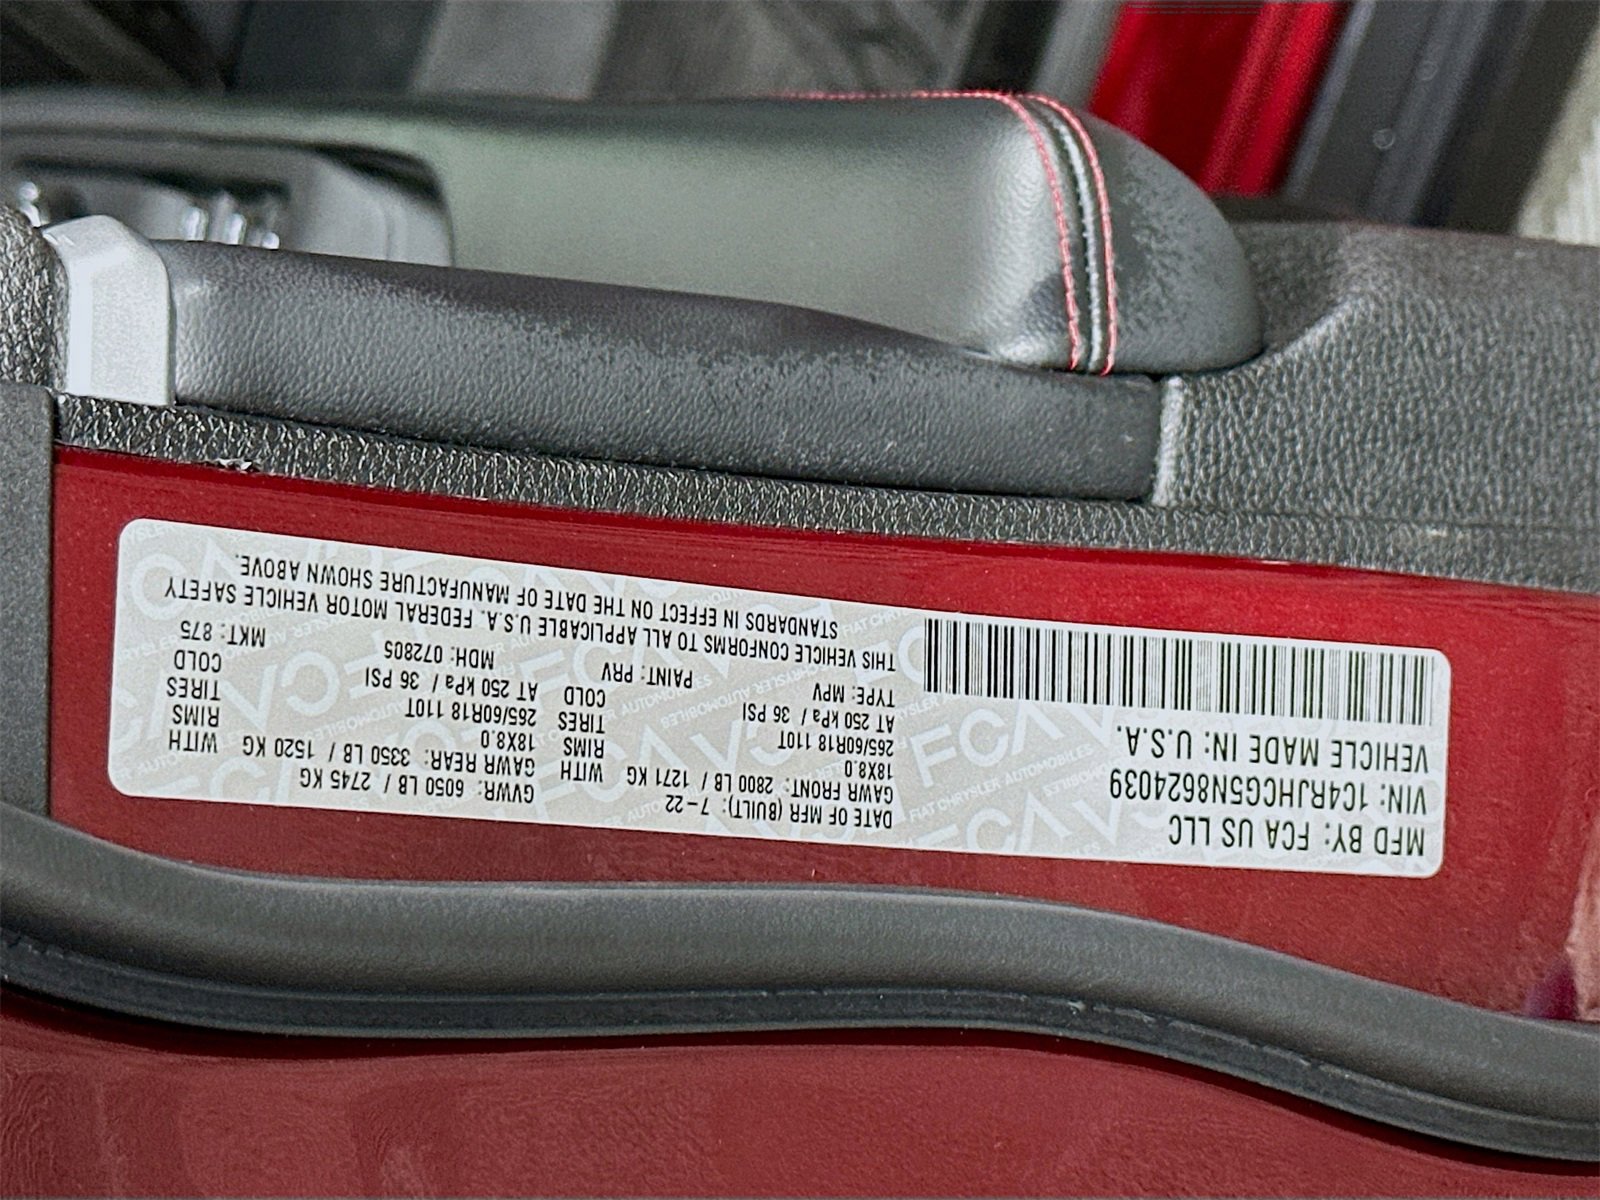 MFD BY: FCA US LLC
VIN: 1C4RJHCG5N8624039
VEHICLE MADE IN: U.S.A.
DATE OF MFR (BUILT): 7-22
GVWR: 6050 LB / 2745 KG
GAWR FRONT: 2800 LB / 1271 KG WITH
18X8.0 RIMS
265/60R18 110T TIRES
AT 250 kPa / 36 PSI COLD
GAWR REAR: 3350 LB / 1520 KG WITH
18X8.0 RIMS
265/60R18 110T TIRES
AT 250 kPa / 36 PSI COLD
TYPE: MPV PAINT: PRV MDH: 072805 MKT: 875
THIS VEHICLE CONFORMS TO ALL APPLICABLE U.S.A. FEDERAL MOTOR VEHICLE SAFETY
STANDARDS IN EFFECT ON THE DATE OF MANUFACTURE SHOWN ABOVE.
FCA
FIAT CHRYSLER AUTOMOBILES